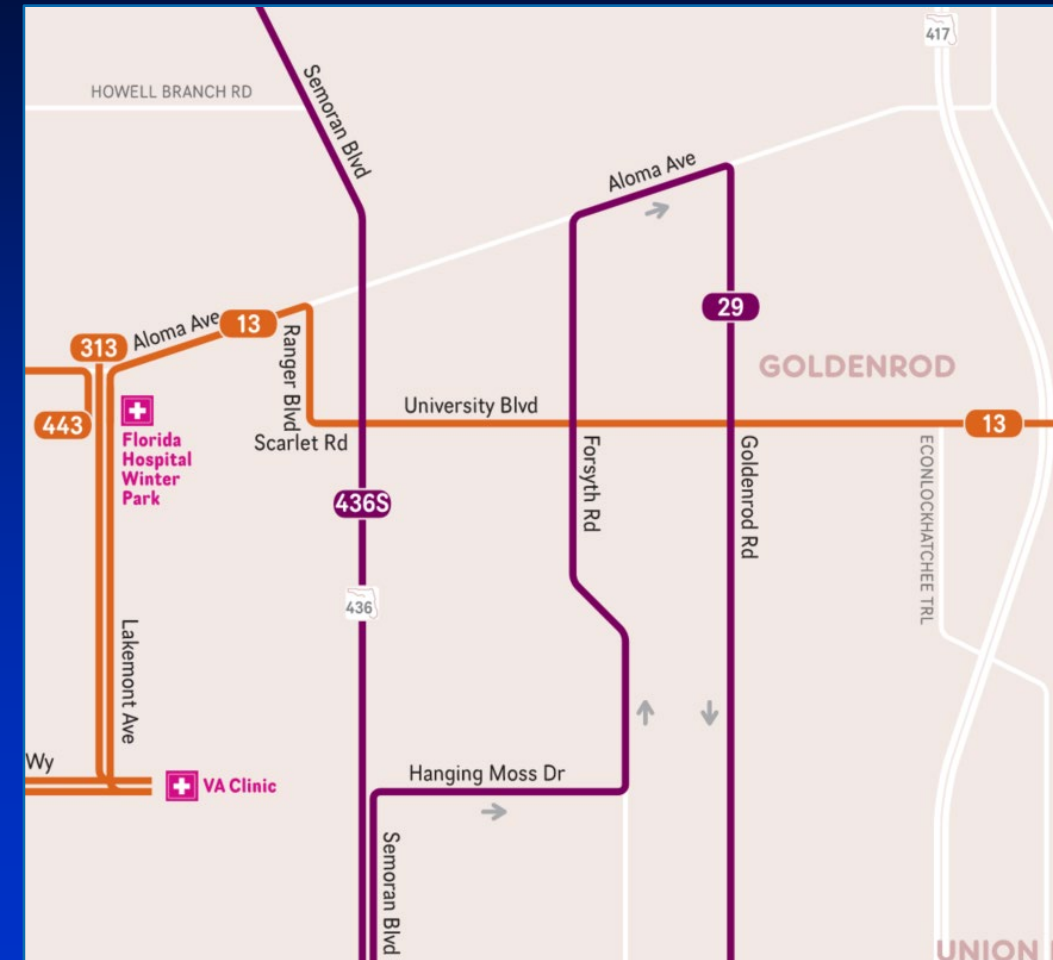 417
HOWELL BRANCH RD
Semoran Blvd
Aloma Ave
29
Aloma Ave
13
313
Ranger Blvd
GOLDENROD
443
University Blvd
13
Scarlet Rd
Florida
Hospital
Winter
Park
Forsyth Rd
Goldenrod Rd
ECONLOCKHATCHEE TRL
436S
436
Lakemont Ave
Wy
VA Clinic
Hanging Moss Dr
Semoran Blvd
UNION